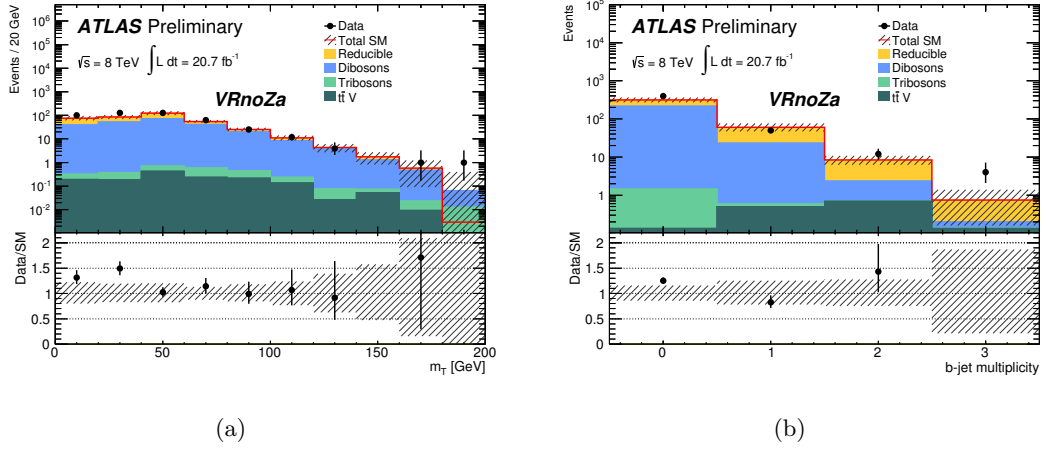 ATLAS Preliminary
√s = 8 TeV ∫ L dt = 20.7 fb⁻¹
VRnoZa
Data
Total SM
Reducible
Dibosons
Tribosons
tt̄ V
Events / 20 GeV
10⁶
10⁵
10⁴
10³
10²
10
1
10⁻¹
10⁻²
Data/SM
2
1.5
1
0.5
0
0 50 100 150 200
m_T [GeV]
(a)
ATLAS Preliminary
√s = 8 TeV ∫ L dt = 20.7 fb⁻¹
VRnoZa
Data
Total SM
Reducible
Dibosons
Tribosons
tt̄ V
Events
10⁵
10⁴
10³
10²
10
1
Data/SM
2
1.5
1
0.5
0
0 1 2 3
b-jet multiplicity
(b)